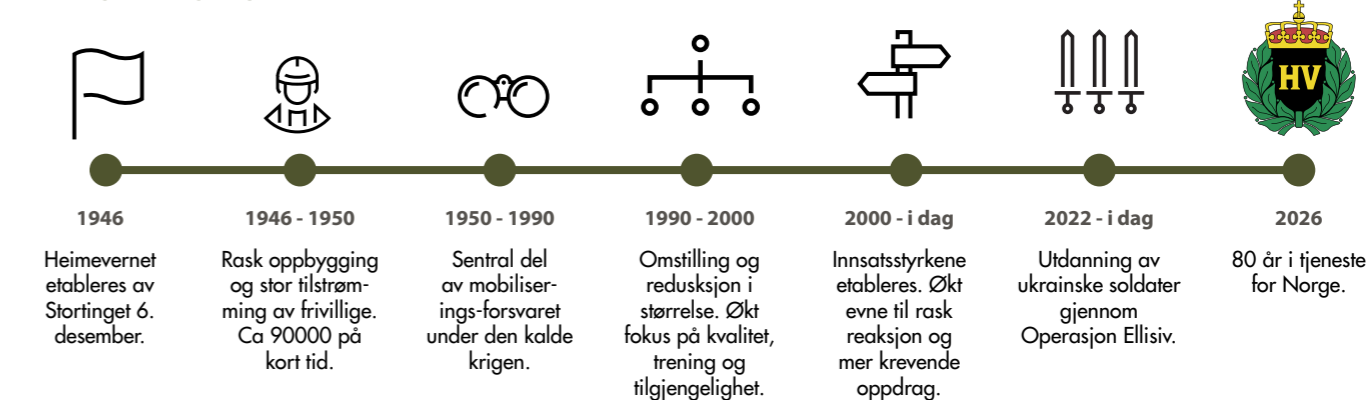 HV
1946
Heimevernet
etableres av
Stortinget 6.
desember.
1946 - 1950
Rask oppbygging
og stor tilstrøm-
ming av frivillige.
Ca 90000 på
kort tid.
1950 - 1990
Sentral del
av mobiliser-
ings-forsvaret
under den kalde
krigen.
1990 - 2000
Omstilling og
redusksjon i
størrelse. Økt
fokus på kvalitet,
trening og
tilgjengelighet.
2000 - i dag
Innsatsstyrkene
etableres. Økt
evne til rask
reaksjon og
mer krevende
oppdrag.
2022 - i dag
Utdanning av
ukrainske soldater
gjennom
Operasjon Ellisiv.
2026
80 år i tjeneste
for Norge.